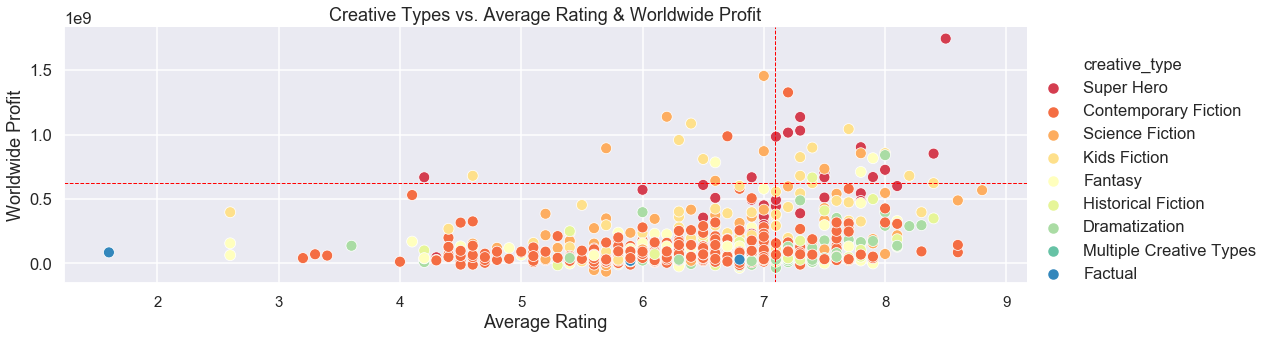 Creative Types vs. Average Rating & Worldwide Profit
1e9
Worldwide Profit
1.5
1.0
0.5
0.0
2 3 4 5 6 7 8 9
Average Rating
creative_type
Super Hero
Contemporary Fiction
Science Fiction
Kids Fiction
Fantasy
Historical Fiction
Dramatization
Multiple Creative Types
Factual